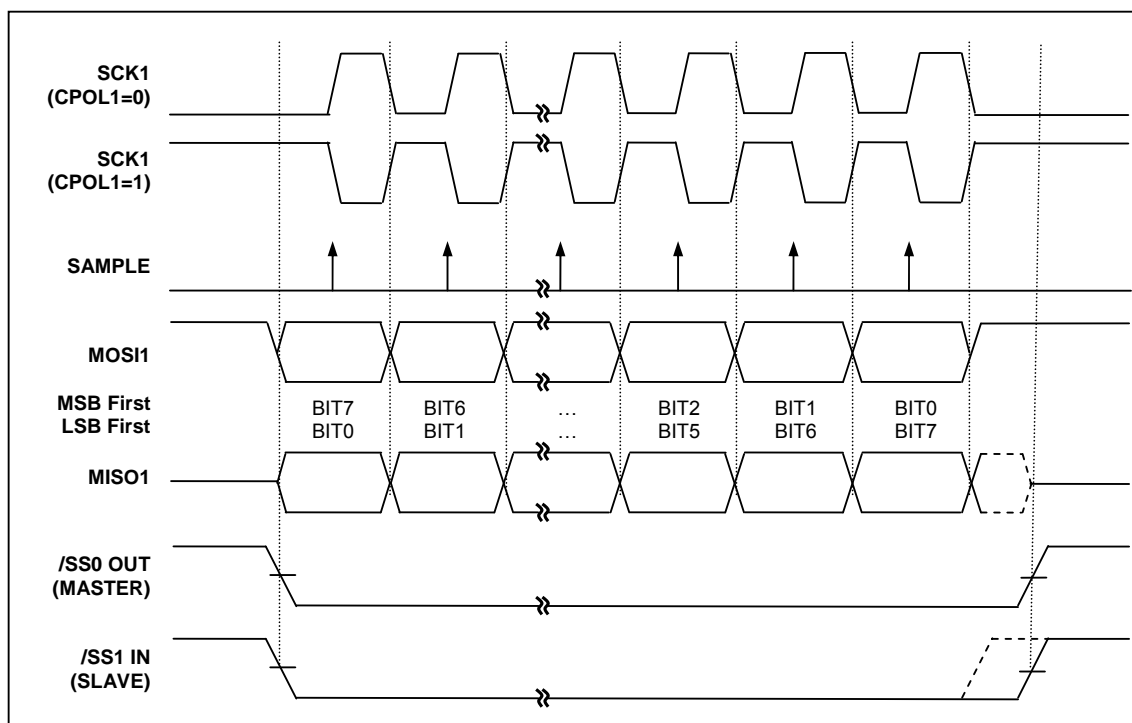 SCK1
(CPOL1=0)
SCK1
(CPOL1=1)
SAMPLE
MOSI1
MSB First BIT7 BIT6 ... BIT2 BIT1 BIT0
LSB First BIT0 BIT1 ... BIT5 BIT6 BIT7
MISO1
/SS0 OUT
(MASTER)
/SS1 IN
(SLAVE)